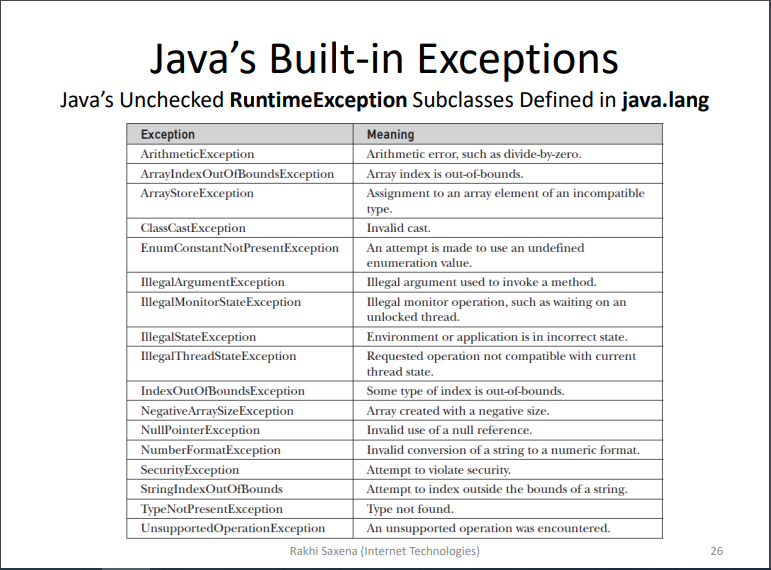 Java’s Built-in Exceptions
Java’s Unchecked RuntimeException Subclasses Defined in java.lang
Exception Meaning
ArithmeticException Arithmetic error, such as divide-by-zero.
ArrayIndexOutOfBoundsException Array index is out-of-bounds.
ArrayStoreException Assignment to an array element of an incompatible
type.
ClassCastException Invalid cast.
EnumConstantNotPresentException An attempt is made to use an undefined
enumeration value.
IllegalArgumentException Illegal argument used to invoke a method.
IllegalMonitorStateException Illegal monitor operation, such as waiting on an
unlocked thread.
IllegalStateException Environment or application is in incorrect state.
IllegalThreadStateException Requested operation not compatible with current
thread state.
IndexOutOfBoundsException Some type of index is out-of-bounds.
NegativeArraySizeException Array created with a negative size.
NullPointerException Invalid use of a null reference.
NumberFormatException Invalid conversion of a string to a numeric format.
SecurityException Attempt to violate security.
StringIndexOutOfBounds Attempt to index outside the bounds of a string.
TypeNotPresentException Type not found.
UnsupportedOperationException An unsupported operation was encountered.
Rakhi Saxena (Internet Technologies) 26